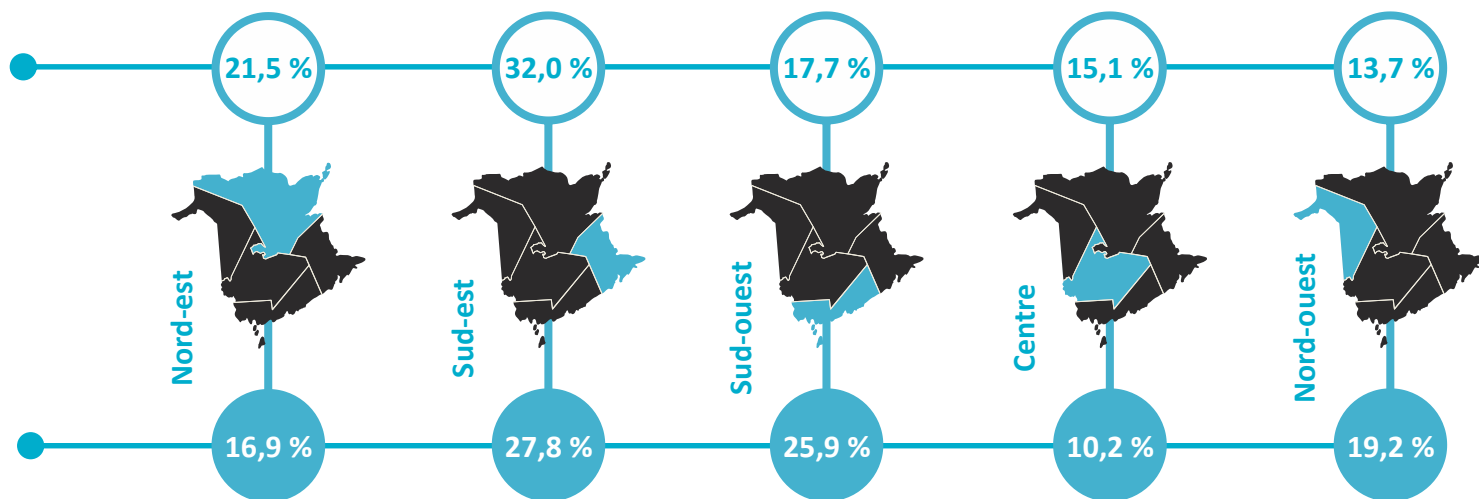 21,5 %
32,0 %
17,7 %
15,1 %
13,7 %
Nord-est
Sud-est
Sud-ouest
Centre
Nord-ouest
16,9 %
27,8 %
25,9 %
10,2 %
19,2 %